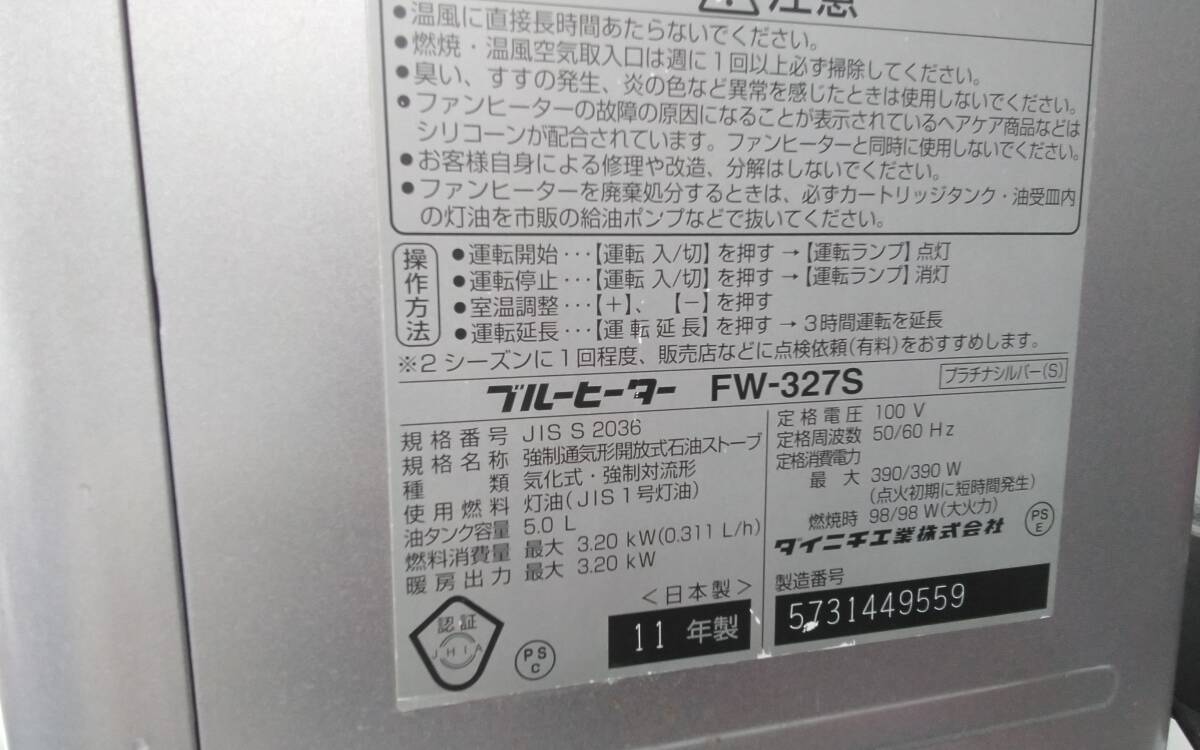 注意
●温風に直接長時間あたらないでください。
●燃焼・温風空気取入口は週に1回以上必ず掃除してください。
●臭い、すすの発生、炎の色など異常を感じたときは使用しないでください。
●ファンヒーターの故障の原因になることが表示されているヘアケア商品などは
シリコーンが配合されています。ファンヒーターと同時に使用しないでください。
●お客様自身による修理や改造、分解はしないでください。
●ファンヒーターを廃棄処分するときは、必ずカートリッジタンク・油受皿内
の灯油を市販の給油ポンプなどで抜いてください。
操作方法
●運転開始・・・【運転 入/切】を押す → 【運転ランプ】点灯
●運転停止・・・【運転 入/切】を押す → 【運転ランプ】消灯
●室温調整・・・【＋】、【－】を押す
●運転延長・・・【運転延長】を押す → 3時間運転を延長
※2シーズンに1回程度、販売店などに点検依頼(有料)をおすすめします。
ブルーヒーター FW-327S プラチナシルバー(S)
規格番号 JIS S 2036
規格名称 強制通気形開放式石油ストーブ
種類 気化式・強制対流形
使用燃料 灯油(JIS1号灯油)
油タンク容量 5.0 L
燃料消費量 最大 3.20 kW(0.311 L/h)
暖房出力 最大 3.20 kW
＜日本製＞
認証
JHIA
PS
C
11 年製
定格電圧 100 V
定格周波数 50/60 Hz
定格消費電力
最大 390/390 W
(点火初期に短時間発生)
燃焼時 98/98 W(大火力)
ダイニチ工業株式会社
PS
E
製造番号
5731449559